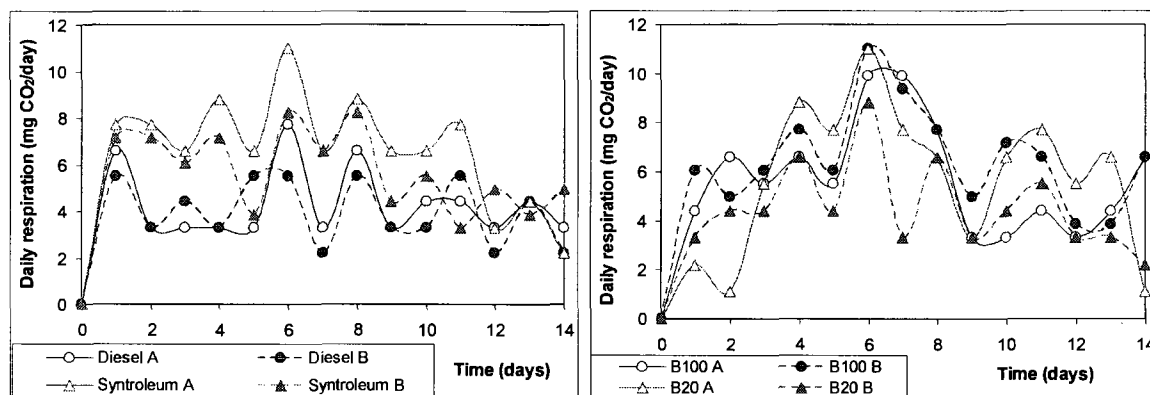 Daily respiration (mg CO₂/day)
12
10
8
6
4
2
0
0 2 4 6 8 10 12 14
Time (days)
Diesel A
Diesel B
Syntroleum A
Syntroleum B
Daily respiration (mg CO₂/day)
12
10
8
6
4
2
0
0 2 4 6 8 10 12 14
Time (days)
B100 A
B100 B
B20 A
B20 B